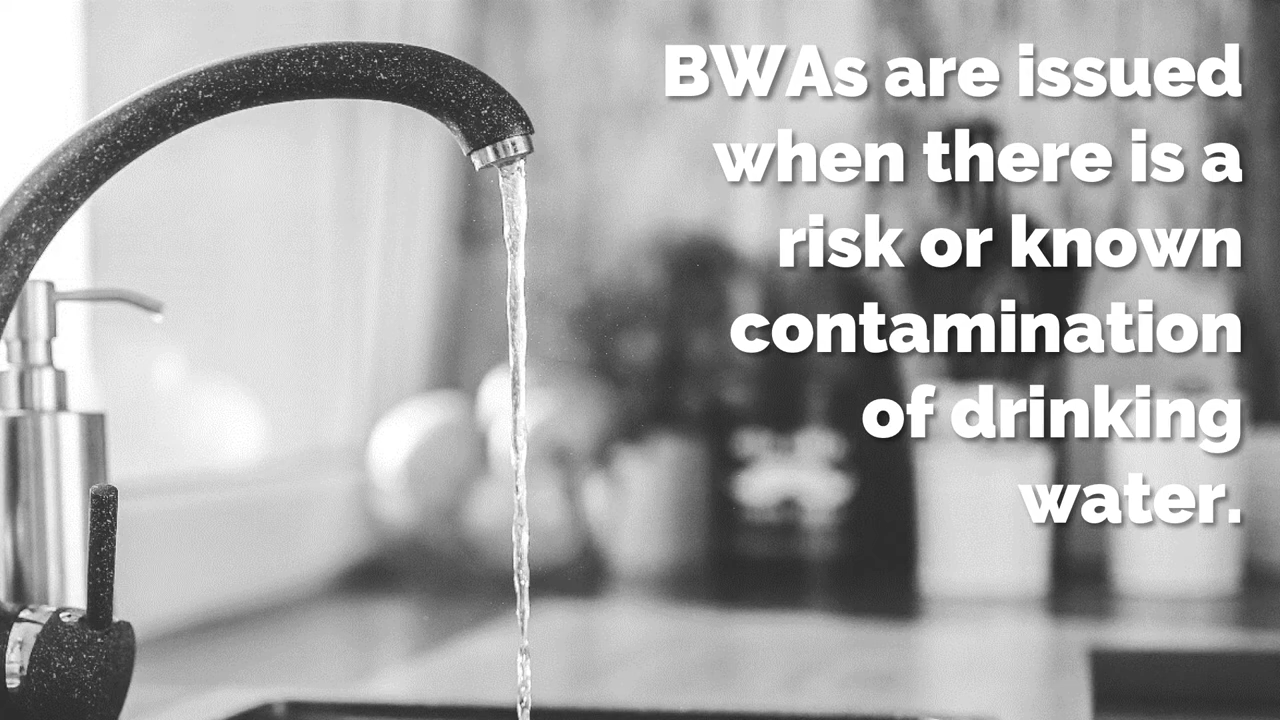 BWAs are issued
when there is a
risk or known
contamination
of drinking
water.